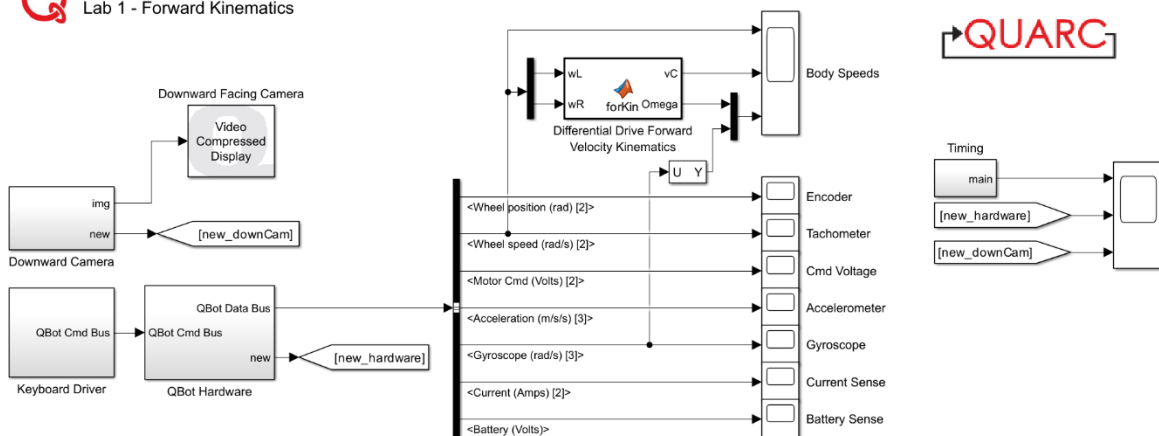 Lab 1 - Forward Kinematics
QUARC
wL
wR
vC
Omega
forKin
Differential Drive Forward
Velocity Kinematics
Body Speeds
U Y
Downward Facing Camera
Video
Compressed
Display
img
new
Downward Camera
[new_downCam]
QBot Cmd Bus
Keyboard Driver
QBot Data Bus
QBot Cmd Bus
new
QBot Hardware
[new_hardware]
<Wheel position (rad) [2]>
Encoder
<Wheel speed (rad/s) [2]>
Tachometer
<Motor Cmd (Volts) [2]>
Cmd Voltage
<Acceleration (m/s/s) [3]>
Accelerometer
<Gyroscope (rad/s) [3]>
Gyroscope
<Current (Amps) [2]>
Current Sense
<Battery (Volts)>
Battery Sense
Timing
main
[new_hardware]
[new_downCam]